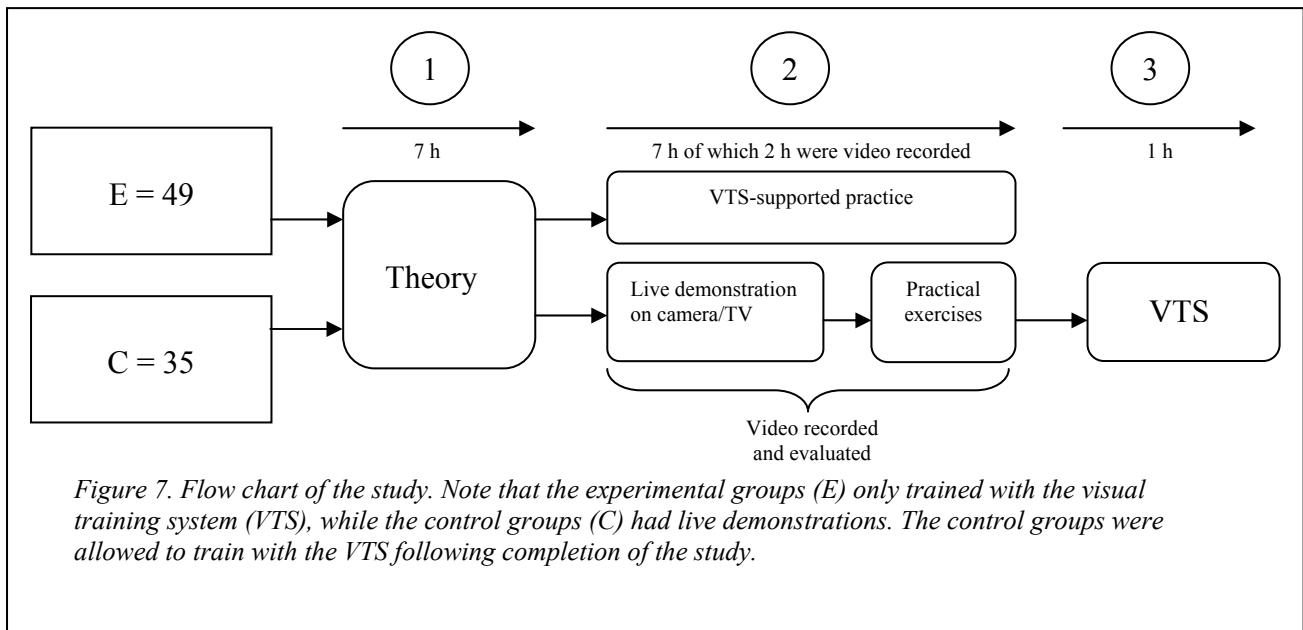 1
2
3
7 h
7 h of which 2 h were video recorded
1 h
E = 49
C = 35
Theory
VTS-supported practice
Live demonstration
on camera/TV
Practical
exercises
VTS
Video recorded
and evaluated
Figure 7. Flow chart of the study. Note that the experimental groups (E) only trained with the visual
training system (VTS), while the control groups (C) had live demonstrations. The control groups were
allowed to train with the VTS following completion of the study.